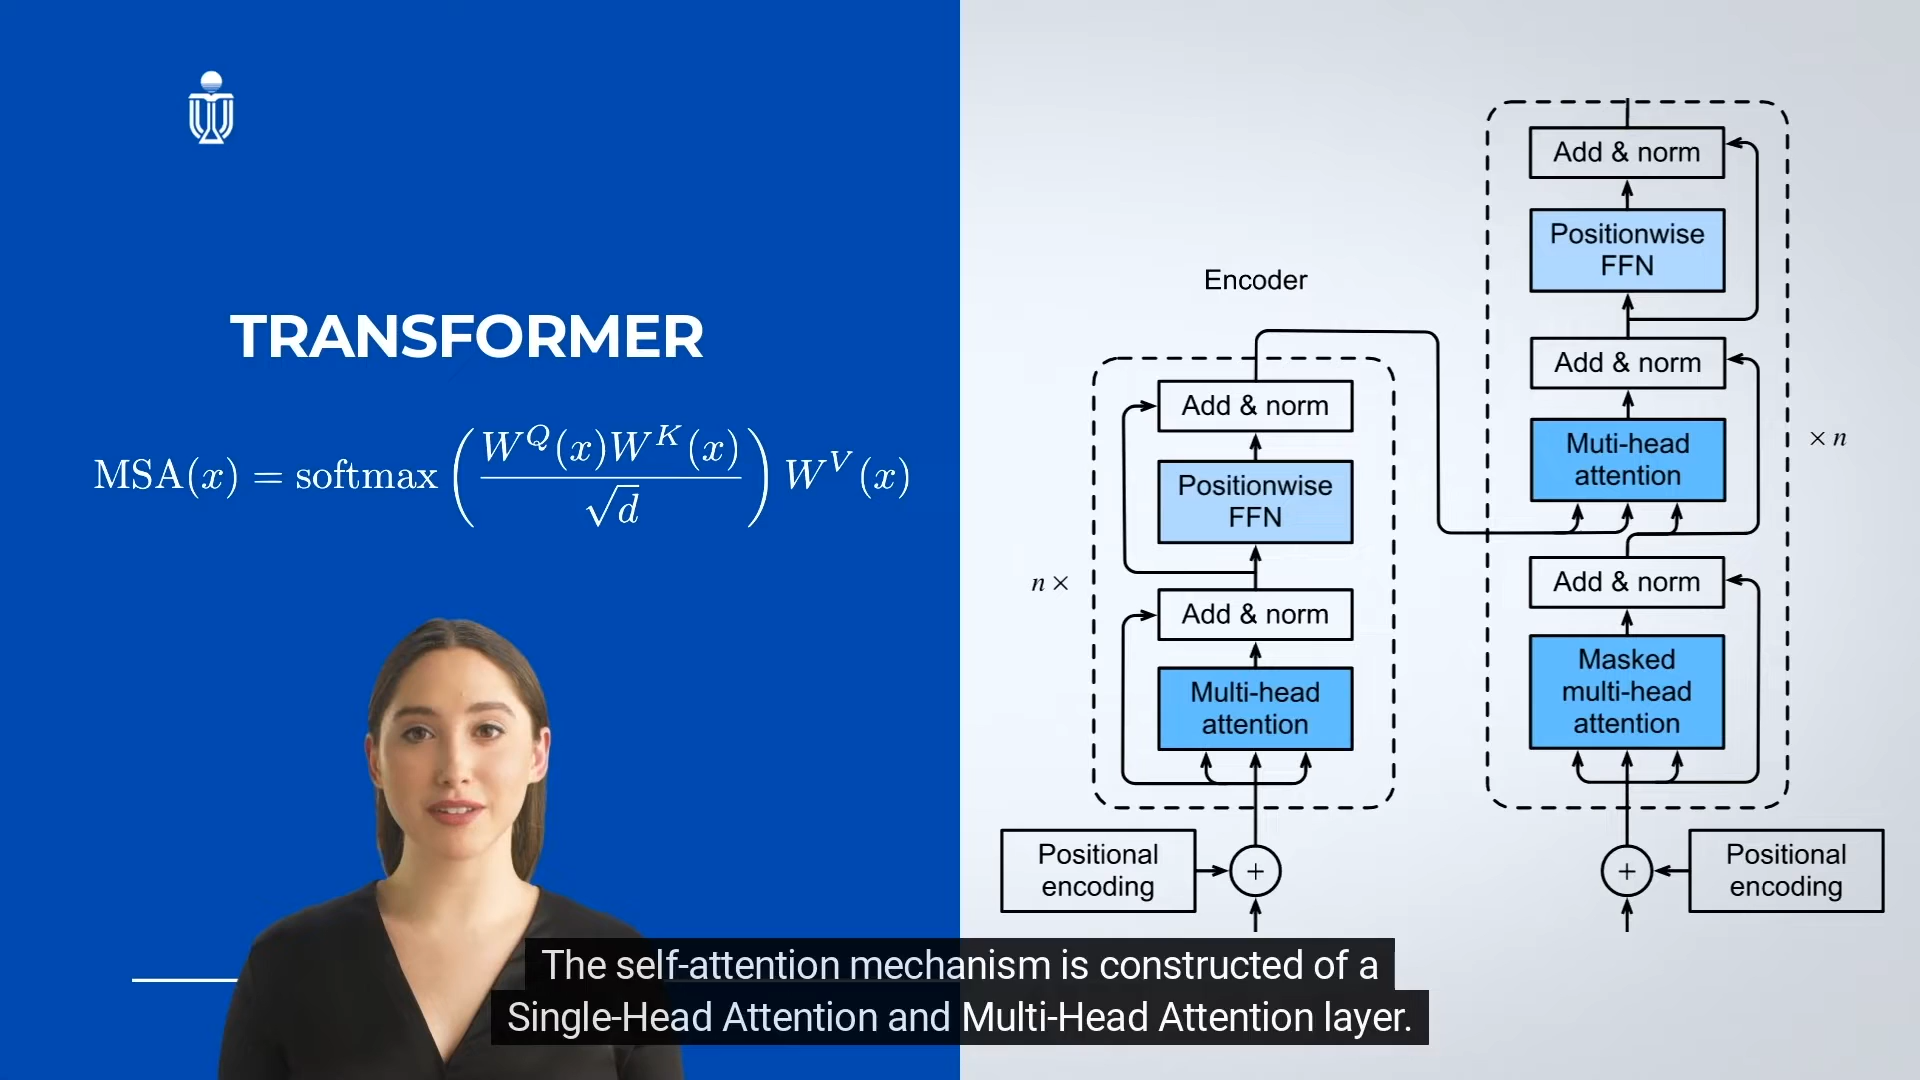 TRANSFORMER
MSA(x) = softmax ( W^Q(x)W^K(x) / √d ) W^V(x)
Encoder
n ×
Add & norm
Positionwise
FFN
Add & norm
Multi-head
attention
Positional
encoding
+
Add & norm
Positionwise
FFN
Add & norm
Muti-head
attention
× n
Add & norm
Masked
multi-head
attention
+
Positional
encoding
The self-attention mechanism is constructed of a
Single-Head Attention and Multi-Head Attention layer.